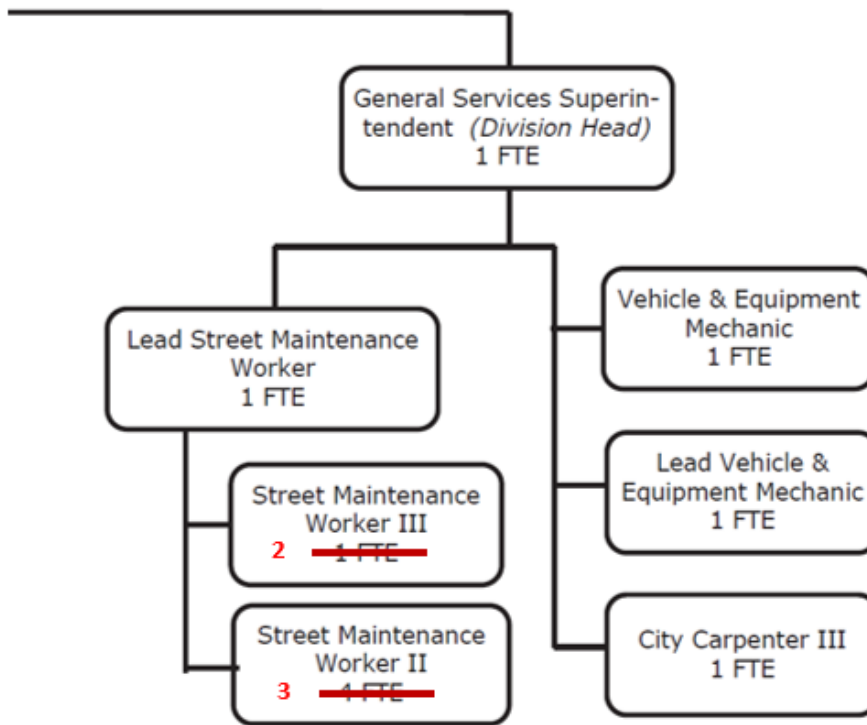 General Services Superin-
tendent (Division Head)
1 FTE
Lead Street Maintenance
Worker
1 FTE
Street Maintenance
Worker III
2 1 FTE
Street Maintenance
Worker II
3 4 FTE
Vehicle & Equipment
Mechanic
1 FTE
Lead Vehicle &
Equipment Mechanic
1 FTE
City Carpenter III
1 FTE